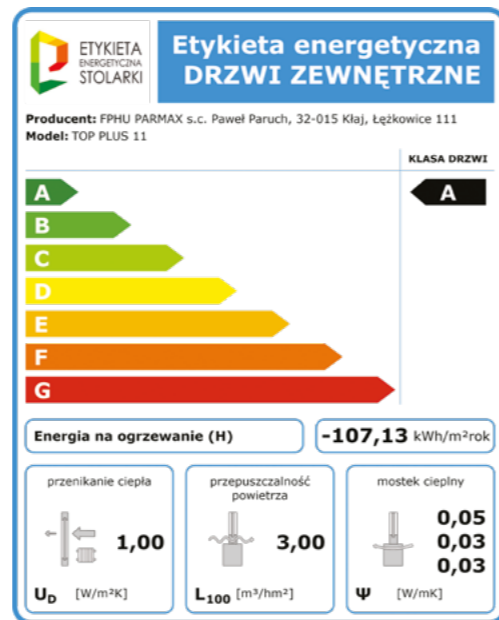 ETYKIETA
ENERGETYCZNA
STOLARKI
Etykieta energetyczna
DRZWI ZEWNĘTRZNE
Producent: FPHU PARMAX s.c. Paweł Paruch, 32-015 Kłaj, Łężkowice 111
Model: TOP PLUS 11
KLASA DRZWI
A
A
B
C
D
E
F
G
Energia na ogrzewanie (H)
-107,13 kWh/m²rok
przenikanie ciepła
1,00
U_D [W/m²K]
przepuszczalność
powietrza
3,00
L₁₀₀ [m³/hm²]
mostek cieplny
0,05
0,03
0,03
Ψ [W/mK]